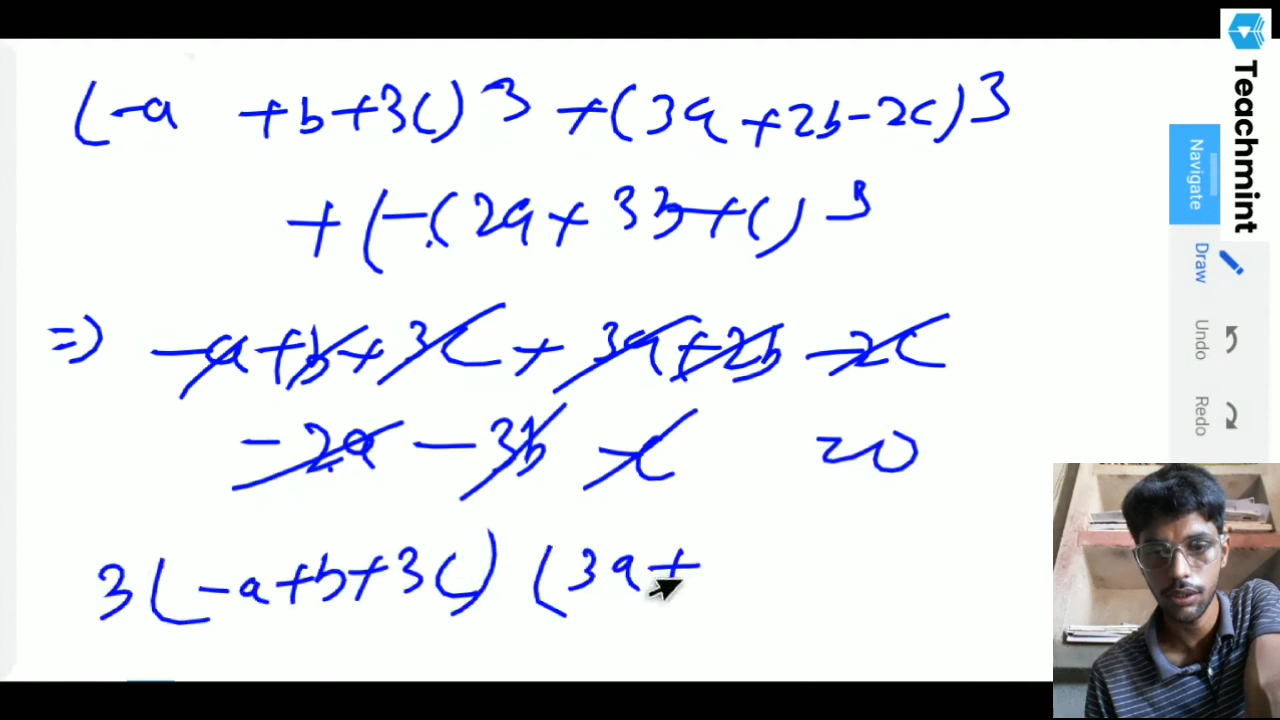 (-a +b+3c)3 +(3a+2b-2c)3
+(-(2a+3b+c)3
=) -a+b+3c + 3a+2b -2c
-2a -3b -c =0
3(-a+b+3c) (3a+
Teachmint
Navigate
Draw
Undo
Redo